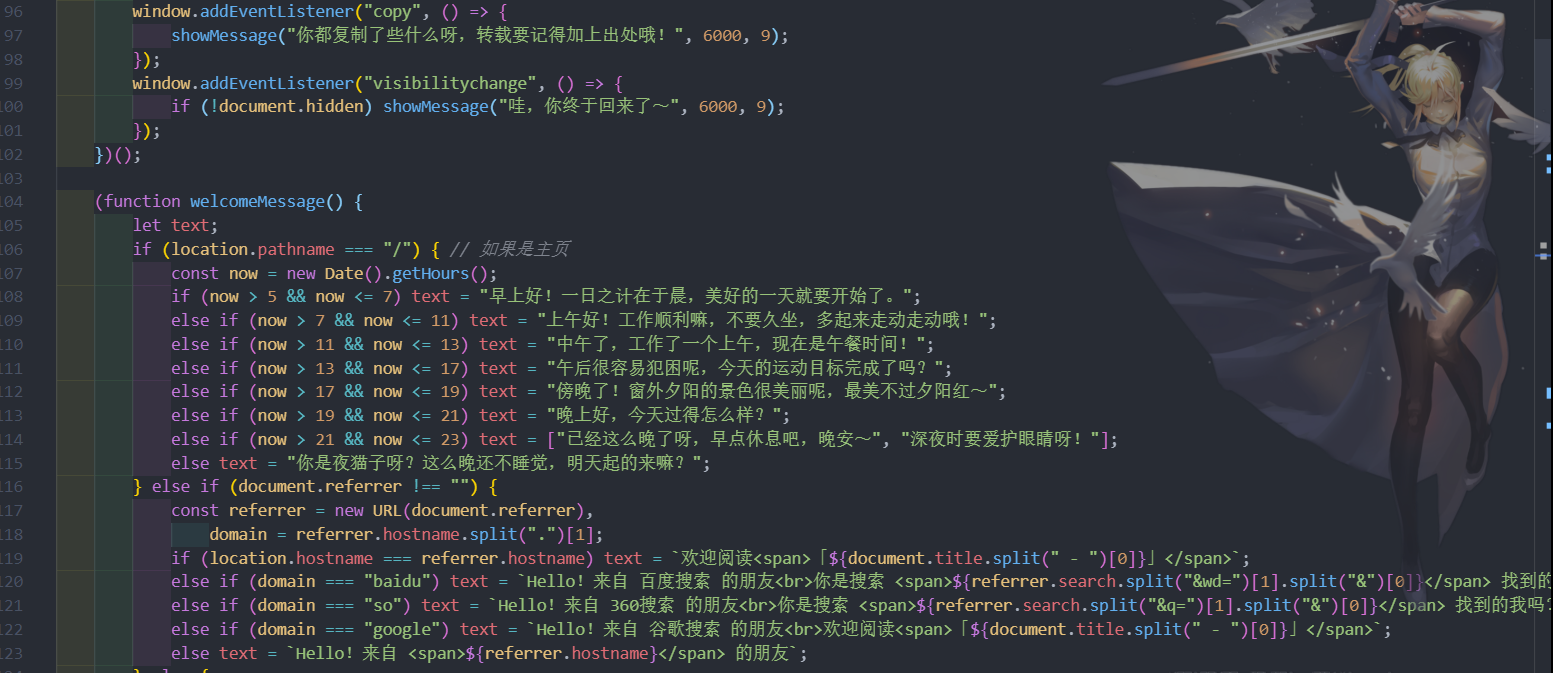 96 window.addEventListener("copy", () => {
97 showMessage("你都复制了些什么呀，转载要记得加上出处哦！", 6000, 9);
98 });
99 window.addEventListener("visibilitychange", () => {
100 if (!document.hidden) showMessage("哇，你终于回来了～", 6000, 9);
101 });
102 })();
103
104 (function welcomeMessage() {
105 let text;
106 if (location.pathname === "/") { // 如果是主页
107 const now = new Date().getHours();
108 if (now > 5 && now <= 7) text = "早上好！一日之计在于晨，美好的一天就要开始了。";
109 else if (now > 7 && now <= 11) text = "上午好！工作顺利嘛，不要久坐，多起来走动走动哦！";
110 else if (now > 11 && now <= 13) text = "中午了，工作了一个上午，现在是午餐时间！";
111 else if (now > 13 && now <= 17) text = "午后很容易犯困呢，今天的运动目标完成了吗？";
112 else if (now > 17 && now <= 19) text = "傍晚了！窗外夕阳的景色很美丽呢，最美不过夕阳红～";
113 else if (now > 19 && now <= 21) text = "晚上好，今天过得怎么样？";
114 else if (now > 21 && now <= 23) text = ["已经这么晚了呀，早点休息吧，晚安～", "深夜时要爱护眼睛呀！"];
115 else text = "你是夜猫子呀？这么晚还不睡觉，明天起的来嘛？";
116 } else if (document.referrer !== "") {
117 const referrer = new URL(document.referrer),
118 domain = referrer.hostname.split(".")[1];
119 if (location.hostname === referrer.hostname) text = `欢迎阅读<span>「${document.title.split(" - ")[0]}」</span>`;
120 else if (domain === "baidu") text = `Hello！来自 百度搜索 的朋友<br>你是搜索 <span>${referrer.search.split("&wd=")[1].split("&")[0]}</span> 找到的
121 else if (domain === "so") text = `Hello！来自 360搜索 的朋友<br>你是搜索 <span>${referrer.search.split("&q=")[1].split("&")[0]}</span> 找到的我吗？
122 else if (domain === "google") text = `Hello！来自 谷歌搜索 的朋友<br>欢迎阅读<span>「${document.title.split(" - ")[0]}」</span>`;
123 else text = `Hello！来自 <span>${referrer.hostname}</span> 的朋友`;